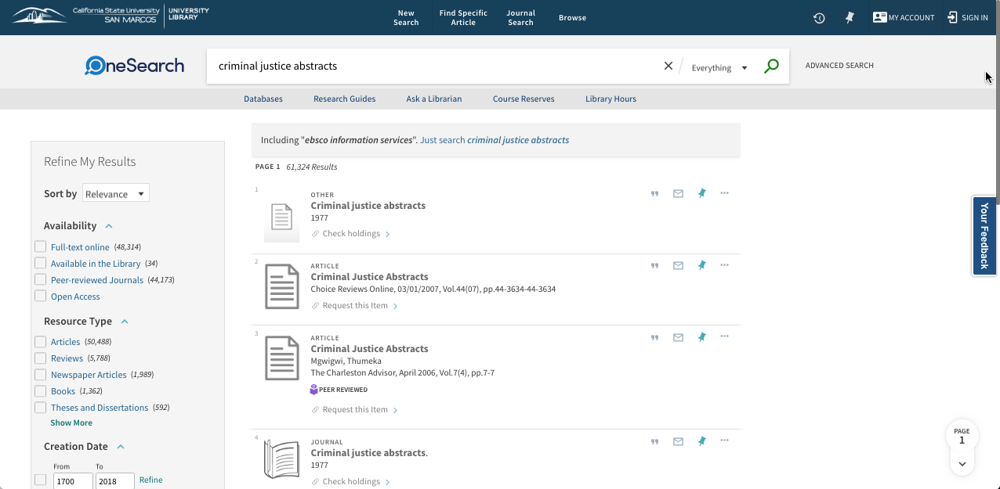 California State University
SAN MARCOS
UNIVERSITY
LIBRARY
New
Search
Find Specific
Article
Journal
Search
Browse
MY ACCOUNT
SIGN IN
OneSearch
criminal justice abstracts
Everything
ADVANCED SEARCH
Databases
Research Guides
Ask a Librarian
Course Reserves
Library Hours
Refine My Results
Sort by Relevance
Availability
Full-text online (48,314)
Available in the Library (34)
Peer-reviewed Journals (44,173)
Open Access
Resource Type
Articles (50,488)
Reviews (5,788)
Newspaper Articles (1,989)
Books (1,362)
Theses and Dissertations (592)
Show More
Creation Date
From To
1700 2018 Refine
Including "ebsco information services". Just search criminal justice abstracts
PAGE 1 61,324 Results
1
OTHER
Criminal justice abstracts
1977
Check holdings
2
ARTICLE
Criminal Justice Abstracts
Choice Reviews Online, 03/01/2007, Vol.44(07), pp.44-3634-44-3634
Request this Item
3
ARTICLE
Criminal Justice Abstracts
Mgwigwi, Thumeka
The Charleston Advisor, April 2006, Vol.7(4), pp.7-7
PEER REVIEWED
Request this Item
4
JOURNAL
Criminal justice abstracts.
1977
Check holdings
Your Feedback
PAGE
1